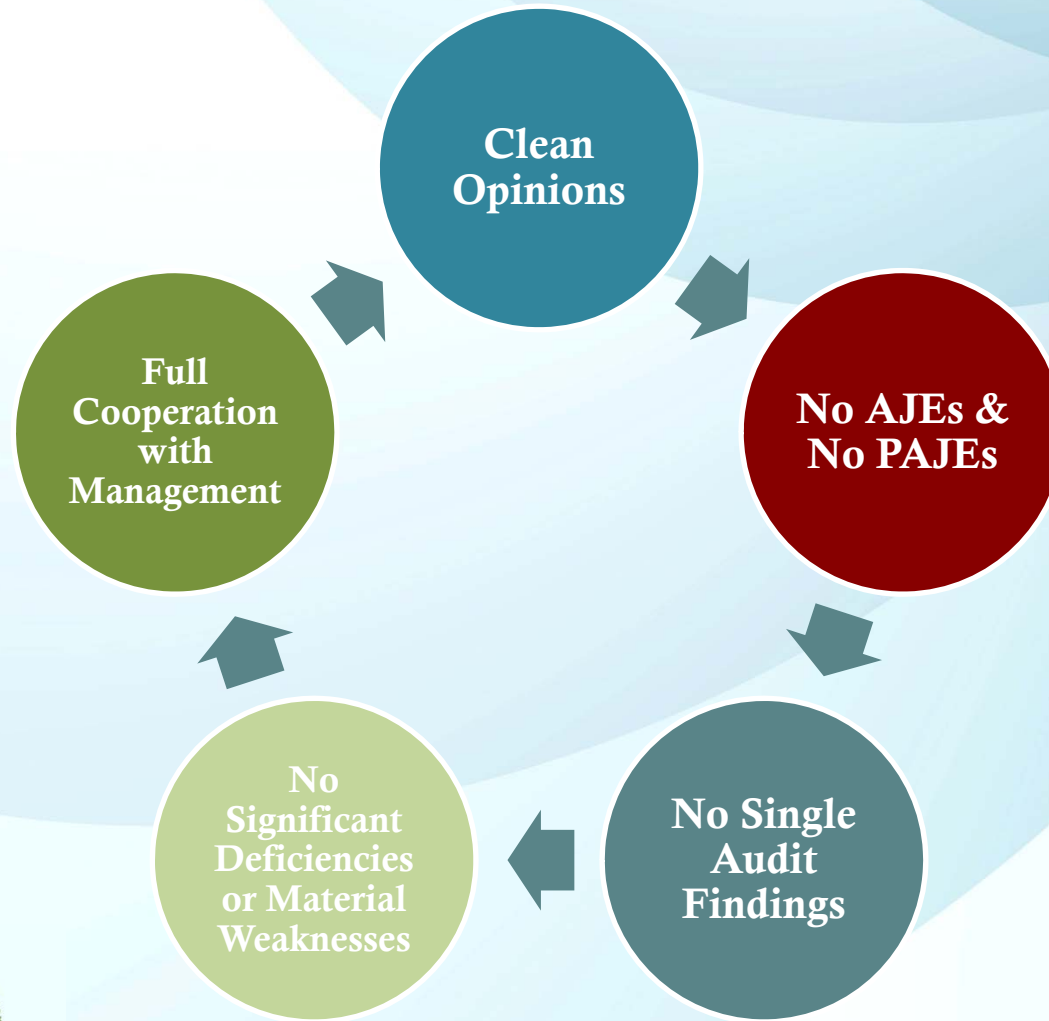 Clean
Opinions
No AJEs &
No PAJEs
No Single
Audit
Findings
No
Significant
Deficiencies
or Material
Weaknesses
Full
Cooperation
with
Management